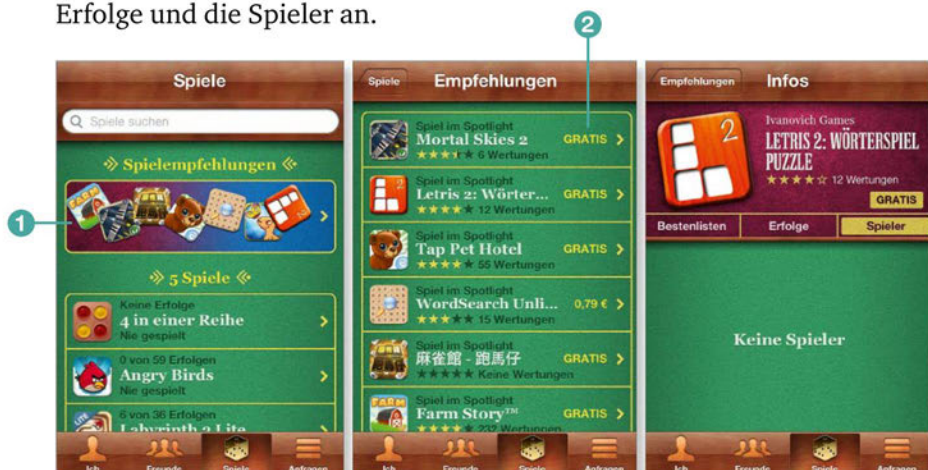 Erfolge und die Spieler an.
2
Spiele
Spiele suchen
Spielempfehlungen
1
5 Spiele
Keine Erfolge
4 in einer Reihe
Nie gespielt
0 von 59 Erfolgen
Angry Birds
Nie gespielt
6 von 36 Erfolgen
Labyrinth 2 Lite
Ich Freunde Spiele Anfragen
Spiele
Empfehlungen
Spiel im Spotlight
Mortal Skies 2
GRATIS
6 Wertungen
Spiel im Spotlight
Letris 2: Wörter...
GRATIS
12 Wertungen
Spiel im Spotlight
Tap Pet Hotel
GRATIS
55 Wertungen
Spiel im Spotlight
WordSearch Unli...
0,79 €
15 Wertungen
Spiel im Spotlight
麻雀館 - 跑馬仔
GRATIS
Keine Wertungen
Spiel im Spotlight
FARM
Farm Story™
GRATIS
232 Wertungen
Ich Freunde Spiele Anfragen
Empfehlungen
Infos
2
Ivanovich Games
LETRIS 2: WÖRTERSPIEL
PUZZLE
12 Wertungen
GRATIS
Bestenlisten Erfolge Spieler
Keine Spieler
Ich Freunde Spiele Anfragen